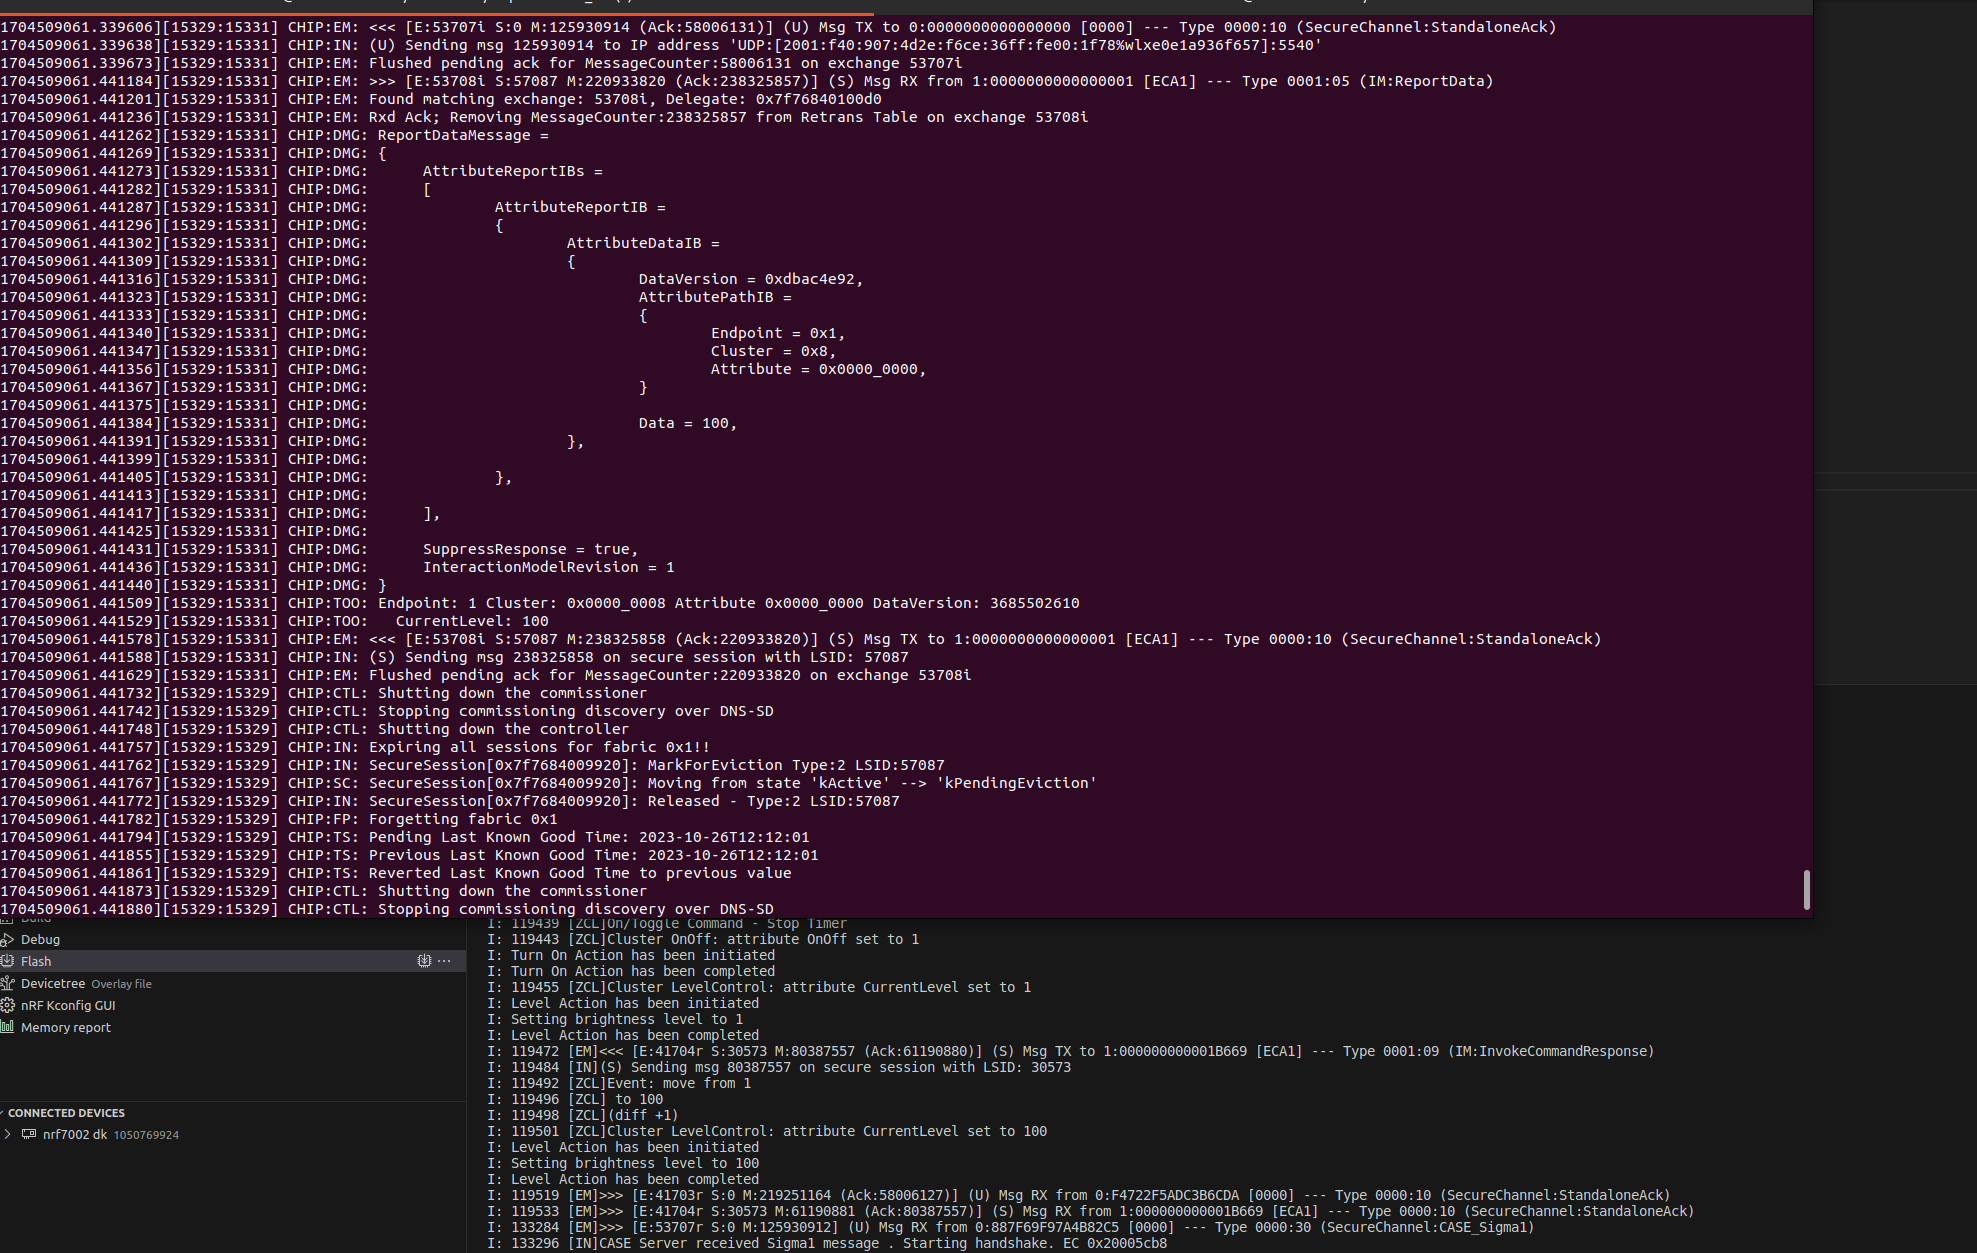 1704509061.339606][15329:15331] CHIP:EM: <<< [E:53707i S:0 M:125930914 (Ack:58006131)] (U) Msg TX to 0:0000000000000000 [0000] --- Type 0000:10 (SecureChannel:StandaloneAck)
1704509061.339638][15329:15331] CHIP:IN: (U) Sending msg 125930914 to IP address 'UDP:[2001:f40:907:4d2e:f6ce:36ff:fe00:1f78%wlxe0e1a936f657]:5540'
1704509061.339673][15329:15331] CHIP:EM: Flushed pending ack for MessageCounter:58006131 on exchange 53707i
1704509061.441184][15329:15331] CHIP:EM: >>> [E:53708i S:57087 M:220933820 (Ack:238325857)] (S) Msg RX from 1:0000000000000001 [ECA1] --- Type 0001:05 (IM:ReportData)
1704509061.441201][15329:15331] CHIP:EM: Found matching exchange: 53708i, Delegate: 0x7f76840100d0
1704509061.441236][15329:15331] CHIP:EM: Rxd Ack; Removing MessageCounter:238325857 from Retrans Table on exchange 53708i
1704509061.441262][15329:15331] CHIP:DMG: ReportDataMessage =
1704509061.441269][15329:15331] CHIP:DMG: {
1704509061.441273][15329:15331] CHIP:DMG: AttributeReportIBs =
1704509061.441282][15329:15331] CHIP:DMG: [
1704509061.441287][15329:15331] CHIP:DMG: AttributeReportIB =
1704509061.441296][15329:15331] CHIP:DMG: {
1704509061.441302][15329:15331] CHIP:DMG: AttributeDataIB =
1704509061.441309][15329:15331] CHIP:DMG: {
1704509061.441316][15329:15331] CHIP:DMG: DataVersion = 0xdbac4e92,
1704509061.441323][15329:15331] CHIP:DMG: AttributePathIB =
1704509061.441333][15329:15331] CHIP:DMG: {
1704509061.441340][15329:15331] CHIP:DMG: Endpoint = 0x1,
1704509061.441347][15329:15331] CHIP:DMG: Cluster = 0x8,
1704509061.441356][15329:15331] CHIP:DMG: Attribute = 0x0000_0000,
1704509061.441367][15329:15331] CHIP:DMG: }
1704509061.441375][15329:15331] CHIP:DMG:
1704509061.441384][15329:15331] CHIP:DMG: Data = 100,
1704509061.441391][15329:15331] CHIP:DMG: },
1704509061.441399][15329:15331] CHIP:DMG:
1704509061.441405][15329:15331] CHIP:DMG: },
1704509061.441413][15329:15331] CHIP:DMG:
1704509061.441417][15329:15331] CHIP:DMG: ],
1704509061.441425][15329:15331] CHIP:DMG:
1704509061.441431][15329:15331] CHIP:DMG: SuppressResponse = true,
1704509061.441436][15329:15331] CHIP:DMG: InteractionModelRevision = 1
1704509061.441440][15329:15331] CHIP:DMG: }
1704509061.441509][15329:15331] CHIP:TOO: Endpoint: 1 Cluster: 0x0000_0008 Attribute 0x0000_0000 DataVersion: 3685502610
1704509061.441529][15329:15331] CHIP:TOO: CurrentLevel: 100
1704509061.441578][15329:15331] CHIP:EM: <<< [E:53708i S:57087 M:238325858 (Ack:220933820)] (S) Msg TX to 1:0000000000000001 [ECA1] --- Type 0000:10 (SecureChannel:StandaloneAck)
1704509061.441588][15329:15331] CHIP:IN: (S) Sending msg 238325858 on secure session with LSID: 57087
1704509061.441629][15329:15331] CHIP:EM: Flushed pending ack for MessageCounter:220933820 on exchange 53708i
1704509061.441732][15329:15329] CHIP:CTL: Shutting down the commissioner
1704509061.441742][15329:15329] CHIP:CTL: Stopping commissioning discovery over DNS-SD
1704509061.441748][15329:15329] CHIP:CTL: Shutting down the controller
1704509061.441757][15329:15329] CHIP:IN: Expiring all sessions for fabric 0x1!!
1704509061.441762][15329:15329] CHIP:IN: SecureSession[0x7f7684009920]: MarkForEviction Type:2 LSID:57087
1704509061.441767][15329:15329] CHIP:SC: SecureSession[0x7f7684009920]: Moving from state 'kActive' --> 'kPendingEviction'
1704509061.441772][15329:15329] CHIP:IN: SecureSession[0x7f7684009920]: Released - Type:2 LSID:57087
1704509061.441782][15329:15329] CHIP:FP: Forgetting fabric 0x1
1704509061.441794][15329:15329] CHIP:TS: Pending Last Known Good Time: 2023-10-26T12:12:01
1704509061.441855][15329:15329] CHIP:TS: Previous Last Known Good Time: 2023-10-26T12:12:01
1704509061.441861][15329:15329] CHIP:TS: Reverted Last Known Good Time to previous value
1704509061.441873][15329:15329] CHIP:CTL: Shutting down the commissioner
1704509061.441880][15329:15329] CHIP:CTL: Stopping commissioning discovery over DNS-SD
Build
Debug
Flash
Devicetree Overlay file
nRF Kconfig GUI
Memory report
CONNECTED DEVICES
nrf7002 dk 1050769924
I: 119439 [ZCL]On/Toggle Command - Stop Timer
I: 119443 [ZCL]Cluster OnOff: attribute OnOff set to 1
I: Turn On Action has been initiated
I: Turn On Action has been completed
I: 119455 [ZCL]Cluster LevelControl: attribute CurrentLevel set to 1
I: Level Action has been initiated
I: Setting brightness level to 1
I: Level Action has been completed
I: 119472 [EM]<<< [E:41704r S:30573 M:80387557 (Ack:61190880)] (S) Msg TX to 1:000000000001B669 [ECA1] --- Type 0001:09 (IM:InvokeCommandResponse)
I: 119484 [IN](S) Sending msg 80387557 on secure session with LSID: 30573
I: 119492 [ZCL]Event: move from 1
I: 119496 [ZCL] to 100
I: 119498 [ZCL](diff +1)
I: 119501 [ZCL]Cluster LevelControl: attribute CurrentLevel set to 100
I: Level Action has been initiated
I: Setting brightness level to 100
I: Level Action has been completed
I: 119519 [EM]>>> [E:41703r S:0 M:219251164 (Ack:58006127)] (U) Msg RX from 0:F4722F5ADC3B6CDA [0000] --- Type 0000:10 (SecureChannel:StandaloneAck)
I: 119533 [EM]>>> [E:41704r S:30573 M:61190881 (Ack:80387557)] (S) Msg RX from 1:000000000001B669 [ECA1] --- Type 0000:10 (SecureChannel:StandaloneAck)
I: 133284 [EM]>>> [E:53707r S:0 M:125930912] (U) Msg RX from 0:887F69F97A4B82C5 [0000] --- Type 0000:30 (SecureChannel:CASE_Sigma1)
I: 133296 [IN]CASE Server received Sigma1 message . Starting handshake. EC 0x20005cb8